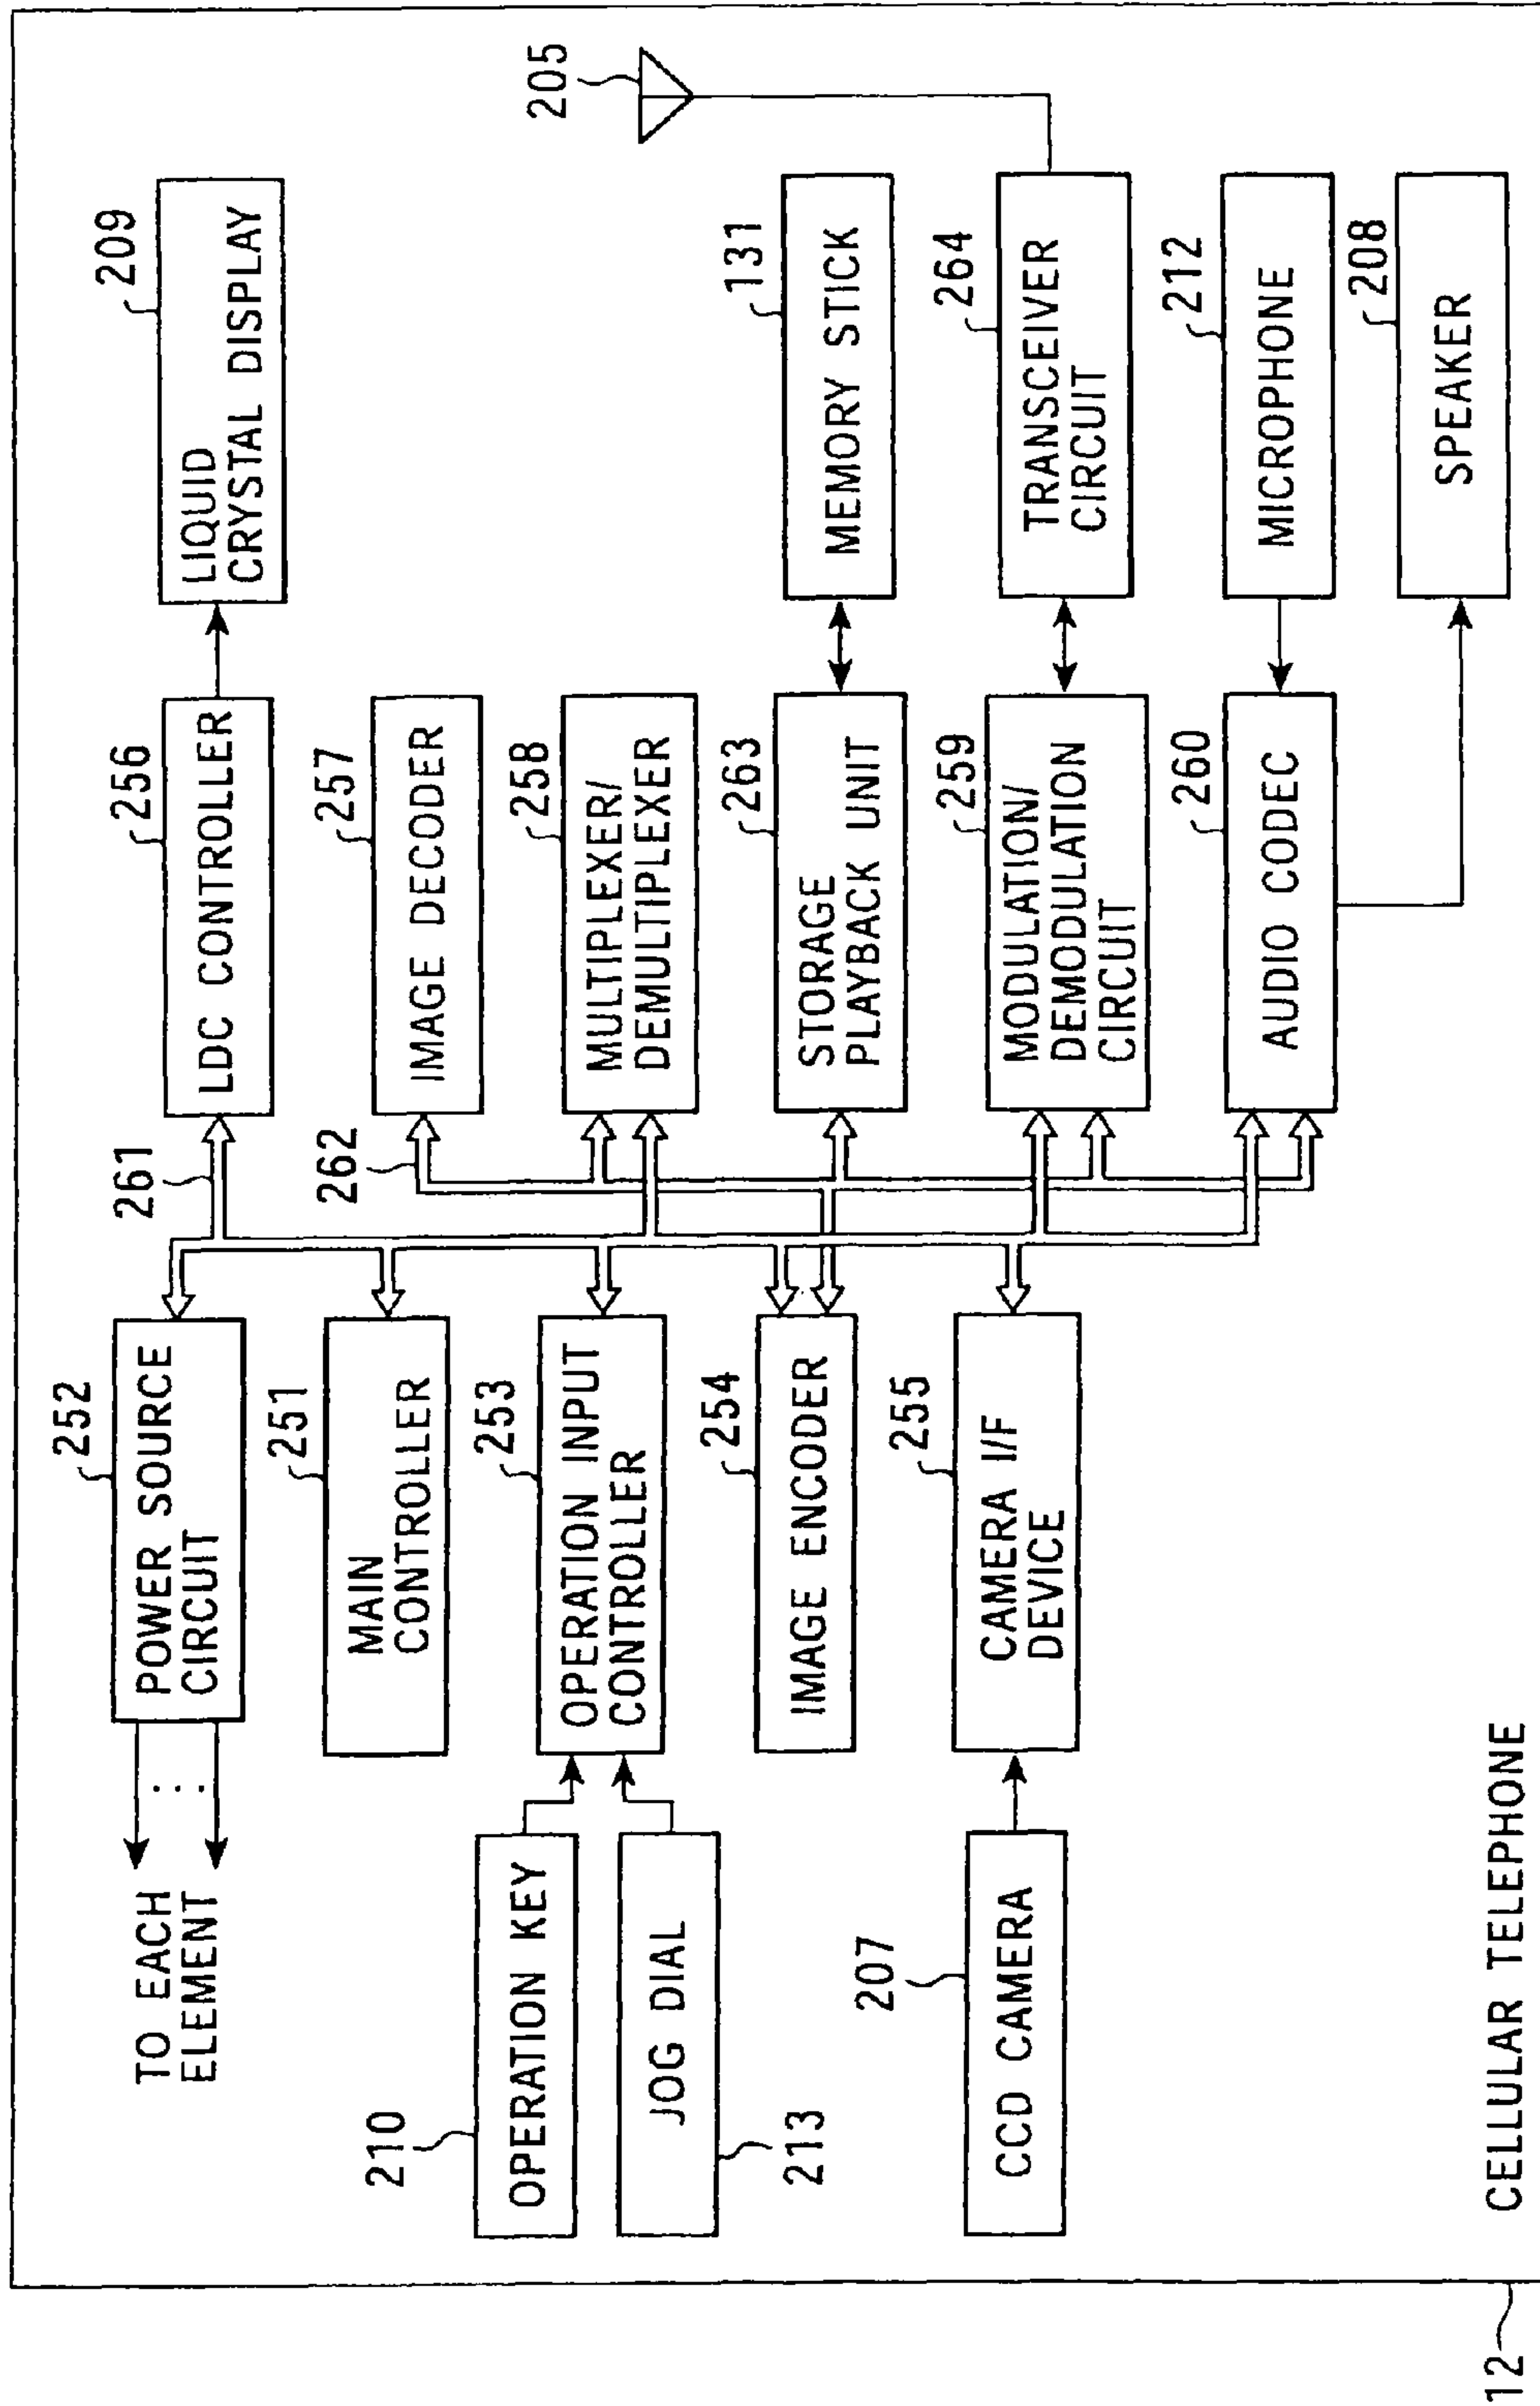 252
POWER SOURCE
CIRCUIT
TO EACH
ELEMENT
251
MAIN
CONTROLLER
210
OPERATION KEY
JOG DIAL
213
253
OPERATION INPUT
CONTROLLER
254
IMAGE ENCODER
207
CCD CAMERA
255
CAMERA I/F
DEVICE
261
262
256
LDC CONTROLLER
209
LIQUID
CRYSTAL DISPLAY
257
IMAGE DECODER
258
MULTIPLEXER/
DEMULTIPLEXER
205
263
STORAGE
PLAYBACK UNIT
131
MEMORY STICK
259
MODULATION/
DEMODULATION
CIRCUIT
264
TRANSCEIVER
CIRCUIT
260
AUDIO CODEC
212
MICROPHONE
208
SPEAKER
12
CELLULAR TELEPHONE